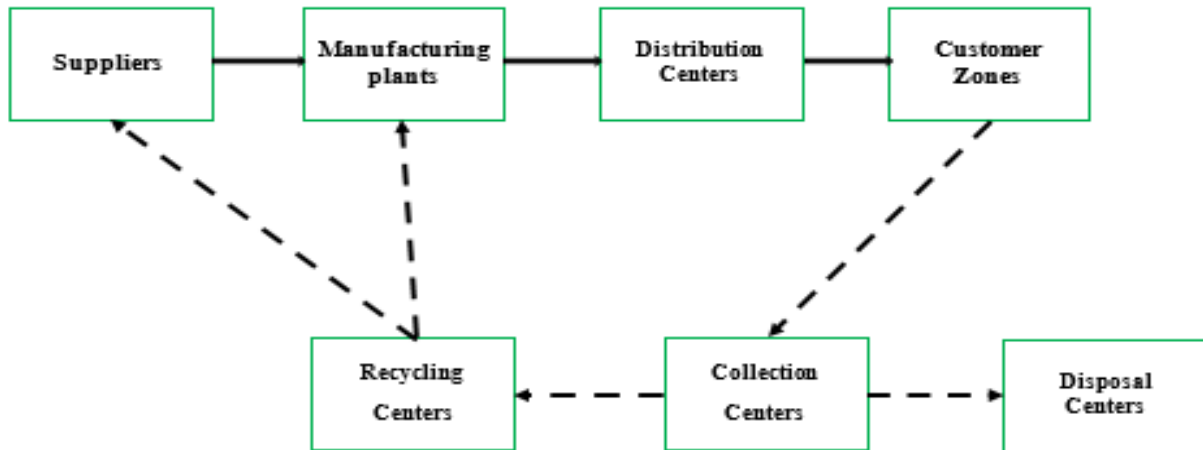 Suppliers
Manufacturing
plants
Distribution
Centers
Customer
Zones
Recycling
Centers
Collection
Centers
Disposal
Centers